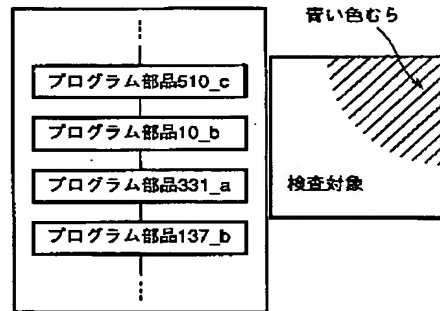 青い色むら
プログラム部品510_c
プログラム部品10_b
プログラム部品331_a
検査対象
プログラム部品137_b